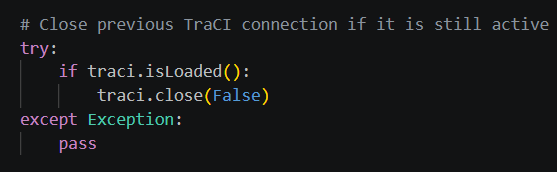 # Close previous TraCI connection if it is still active
try:
    if traci.isLoaded():
        traci.close(False)
except Exception:
    pass